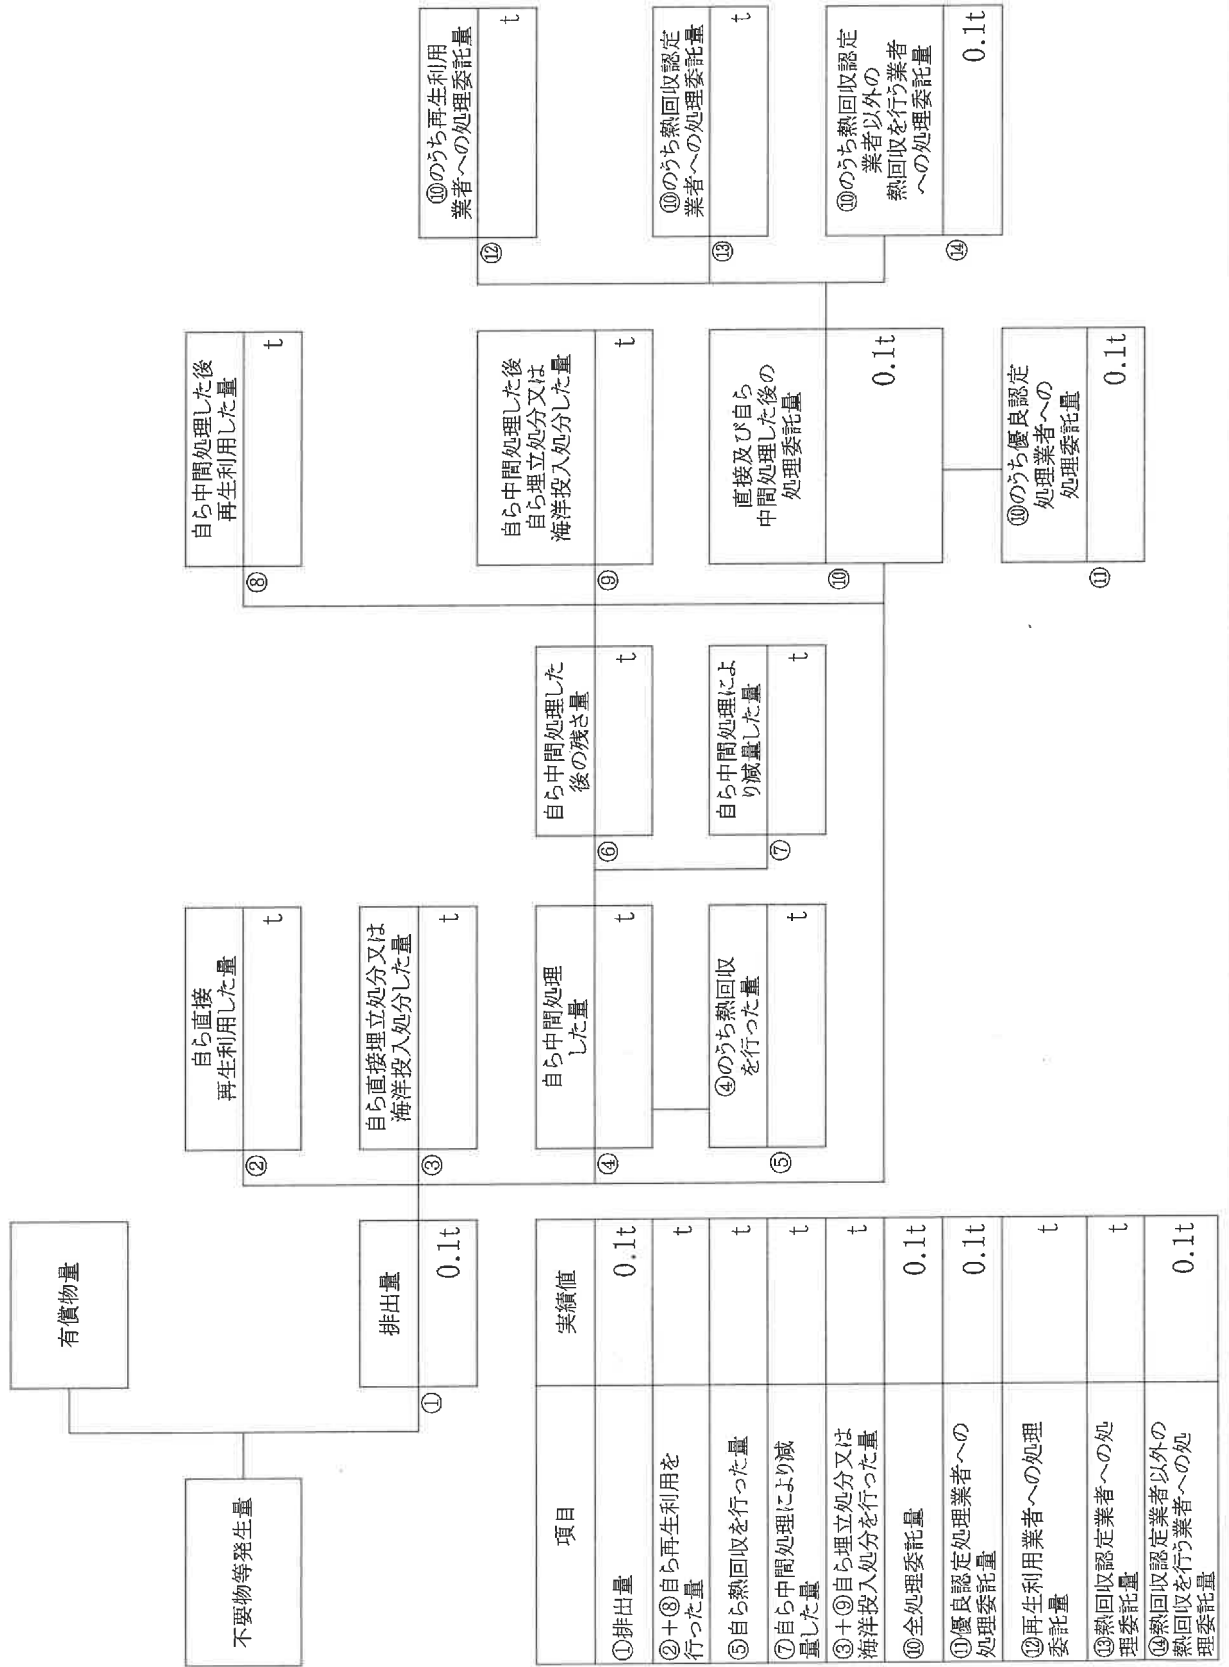 不要物等発生量
有償物量
排出量
①
0.1t
自ら直接
再生利用した量
②
t
自ら直接埋立処分又は
海洋投入処分した量
③
t
自ら中間処理
した量
④
t
④のうち熱回収
を行った量
⑤
t
自ら中間処理した
後の残さ量
⑥
t
自ら中間処理によ
り減量した量
⑦
t
自ら中間処理した後
再生利用した量
⑧
t
自ら中間処理した後
自ら埋立処分又は
海洋投入処分した量
⑨
t
直接及び自ら
中間処理した後の
処理委託量
⑩
0.1t
⑩のうち優良認定
処理業者への
処理委託量
⑪
0.1t
⑩のうち再生利用
業者への処理委託量
⑫
t
⑩のうち熱回収認定
業者への処理委託量
⑬
t
⑩のうち熱回収認定
業者以外の
熱回収を行う業者
への処理委託量
⑭
0.1t
項目 実績値
①排出量 0.1t
②+⑧自ら再生利用を
行った量 t
⑤自ら熱回収を行った量 t
⑦自ら中間処理により減
量した量 t
③+⑨自ら埋立処分又は
海洋投入処分を行った量 t
⑩全処理委託量 0.1t
⑪優良認定処理業者への
処理委託量 0.1t
⑫再生利用業者への処理
委託量 t
⑬熱回収認定業者への処
理委託量 t
⑭熱回収認定業者以外の
熱回収を行う業者への処
理委託量 0.1t